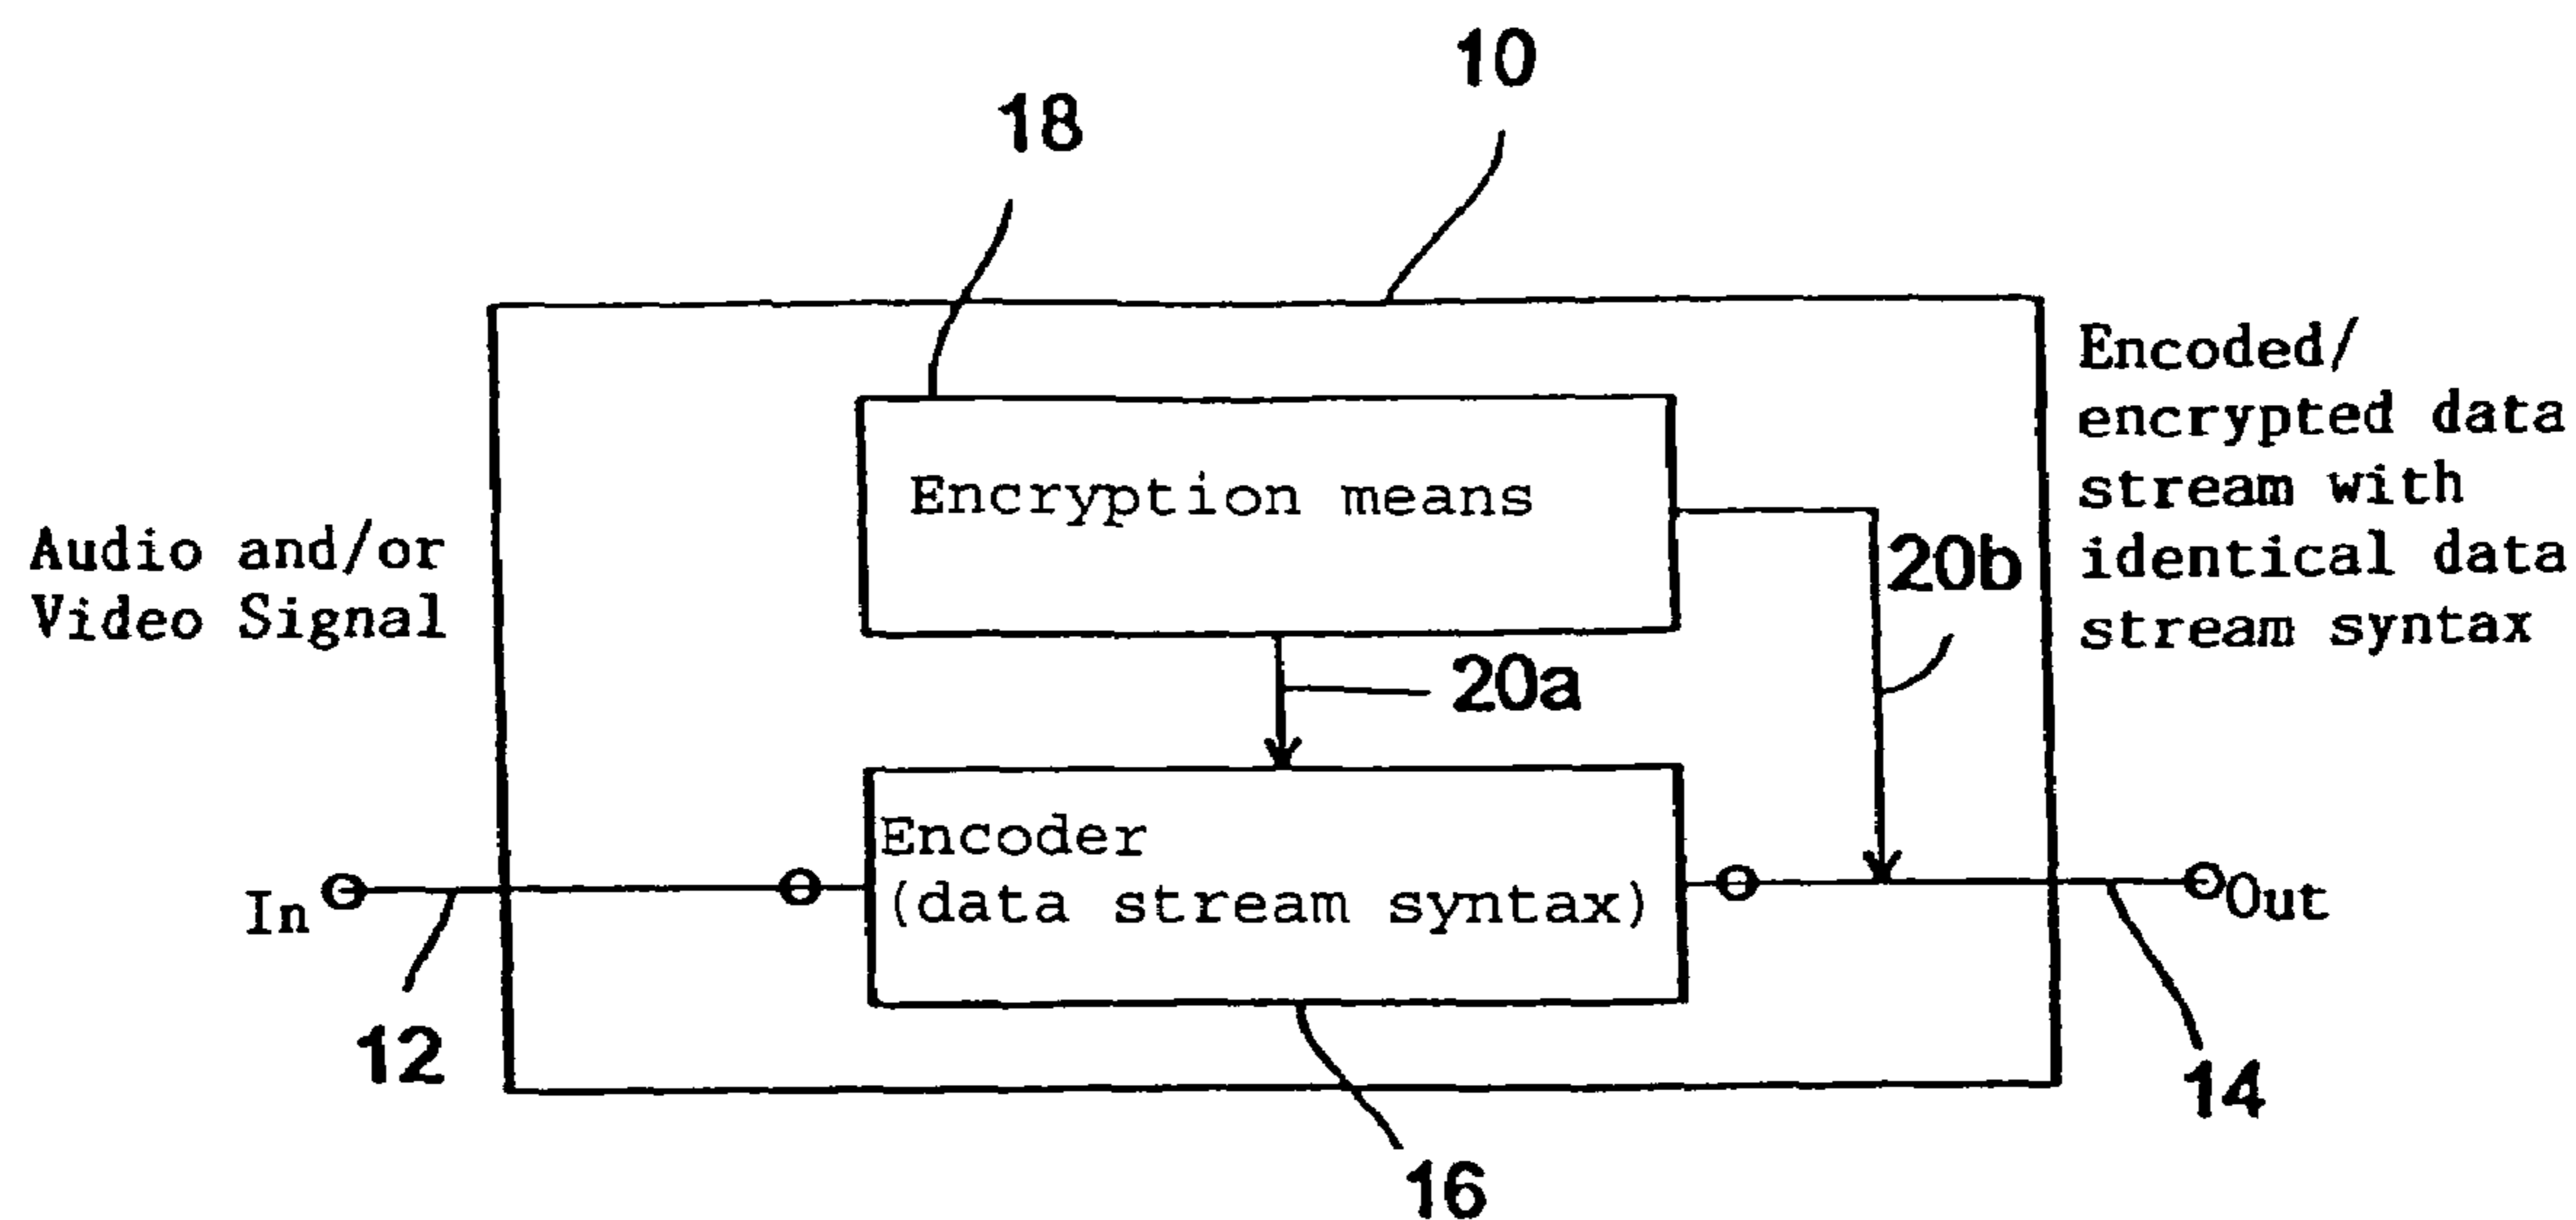 10
18
Encoded/
encrypted data
stream with
identical data
stream syntax
Encryption means
Audio and/or
Video Signal
20b
20a
Encoder
(data stream syntax)
In
Out
12
14
16